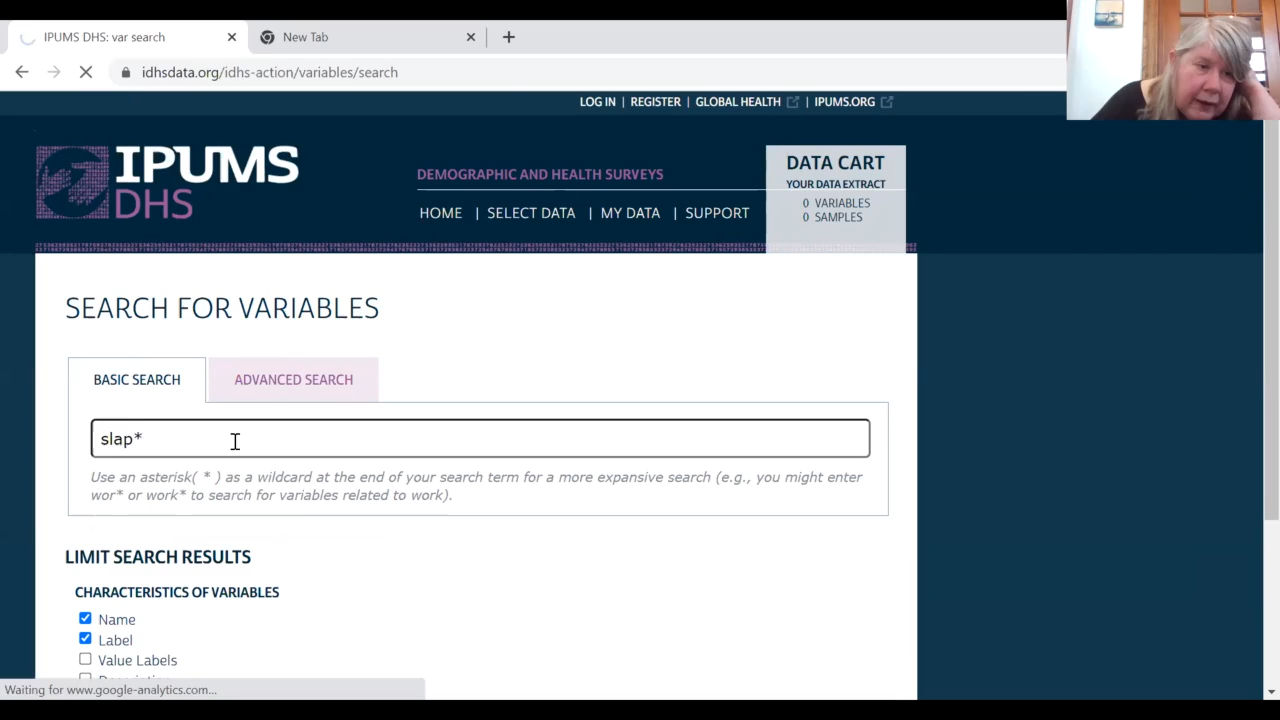 IPUMS DHS: var search
New Tab
idhsdata.org/idhs-action/variables/search
LOG IN | REGISTER | GLOBAL HEALTH | IPUMS.ORG
IPUMS
DHS
DEMOGRAPHIC AND HEALTH SURVEYS
HOME | SELECT DATA | MY DATA | SUPPORT
DATA CART
YOUR DATA EXTRACT
0 VARIABLES
0 SAMPLES
SEARCH FOR VARIABLES
BASIC SEARCH
ADVANCED SEARCH
slap*
Use an asterisk( * ) as a wildcard at the end of your search term for a more expansive search (e.g., you might enter
wor* or work* to search for variables related to work).
LIMIT SEARCH RESULTS
CHARACTERISTICS OF VARIABLES
Name
Label
Value Labels
Waiting for www.google-analytics.com...